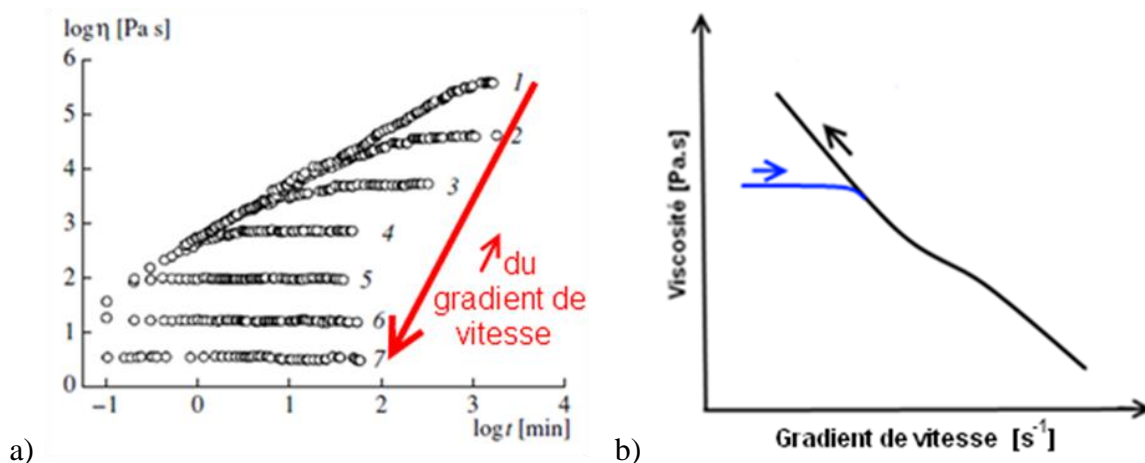 log η [Pa s]
6
5
4
3
2
1
0
1
2
3
4
5
6
7
↗ du
gradient de
vitesse
−1
0
1
2
3
4
log t [min]
a)
Viscosité [Pa.s]
Gradient de vitesse [s⁻¹]
b)